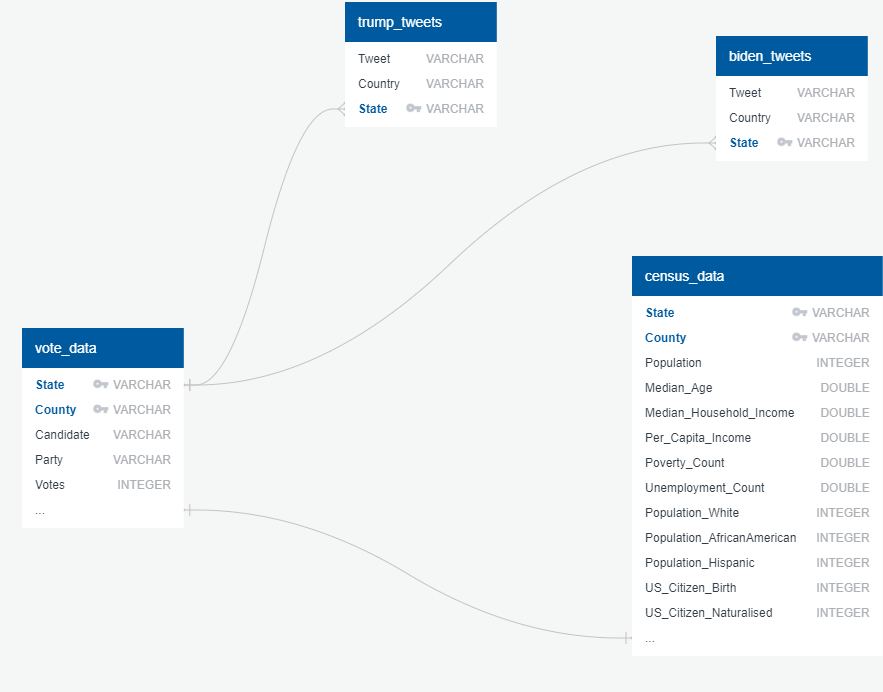 trump_tweets
Tweet VARCHAR
Country VARCHAR
State VARCHAR
biden_tweets
Tweet VARCHAR
Country VARCHAR
State VARCHAR
census_data
State VARCHAR
County VARCHAR
Population INTEGER
Median_Age DOUBLE
Median_Household_Income DOUBLE
Per_Capita_Income DOUBLE
Poverty_Count DOUBLE
Unemployment_Count DOUBLE
Population_White INTEGER
Population_AfricanAmerican INTEGER
Population_Hispanic INTEGER
US_Citizen_Birth INTEGER
US_Citizen_Naturalised INTEGER
...
vote_data
State VARCHAR
County VARCHAR
Candidate VARCHAR
Party VARCHAR
Votes INTEGER
...